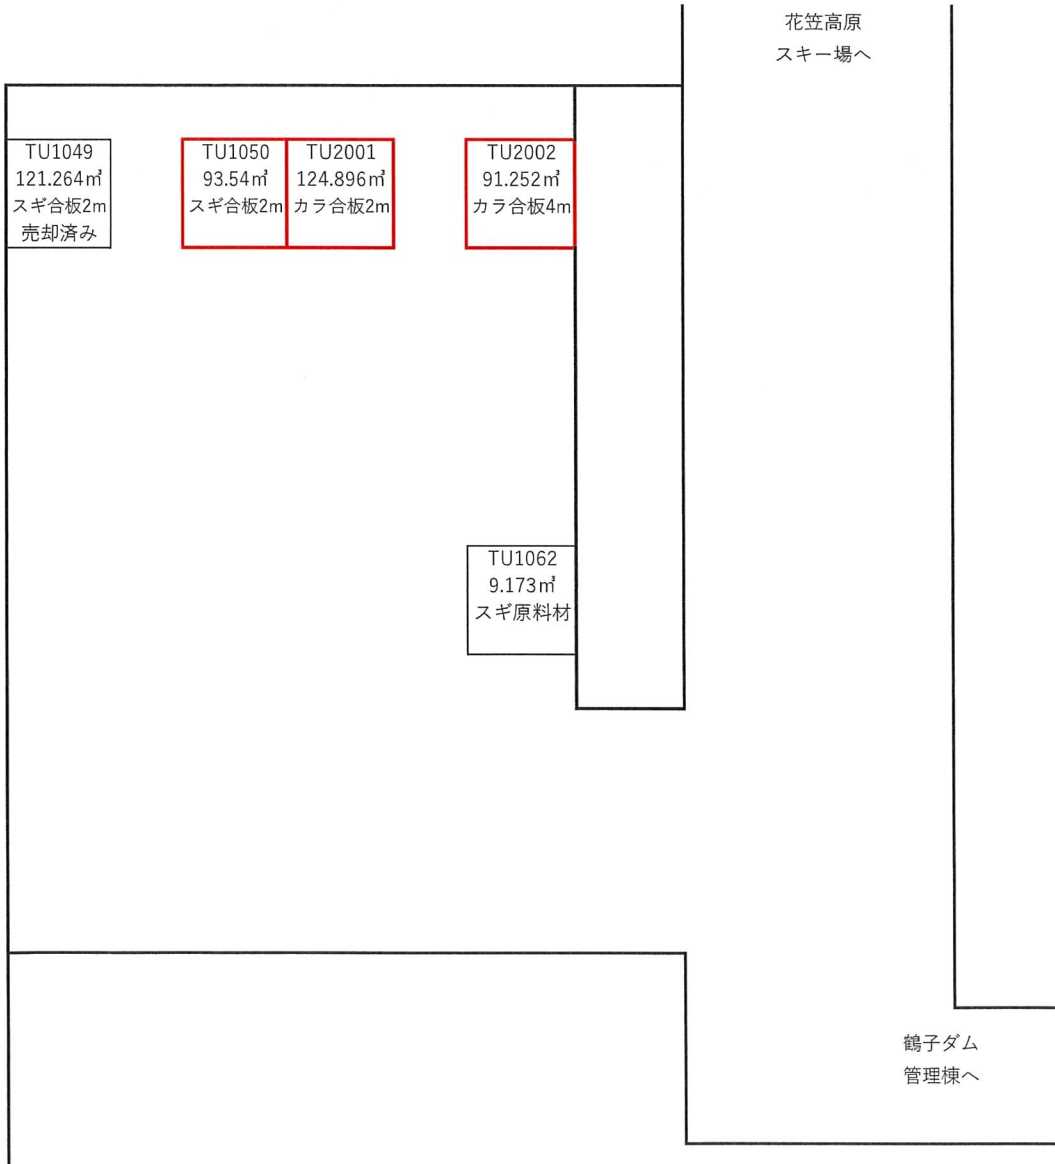 花笠高原
スキー場へ
TU1049
121.264㎥
スギ合板2m
売却済み
TU1050
93.54㎥
スギ合板2m
TU2001
124.896㎥
カラ合板2m
TU2002
91.252㎥
カラ合板4m
TU1062
9.173㎥
スギ原料材
鶴子ダム
管理棟へ